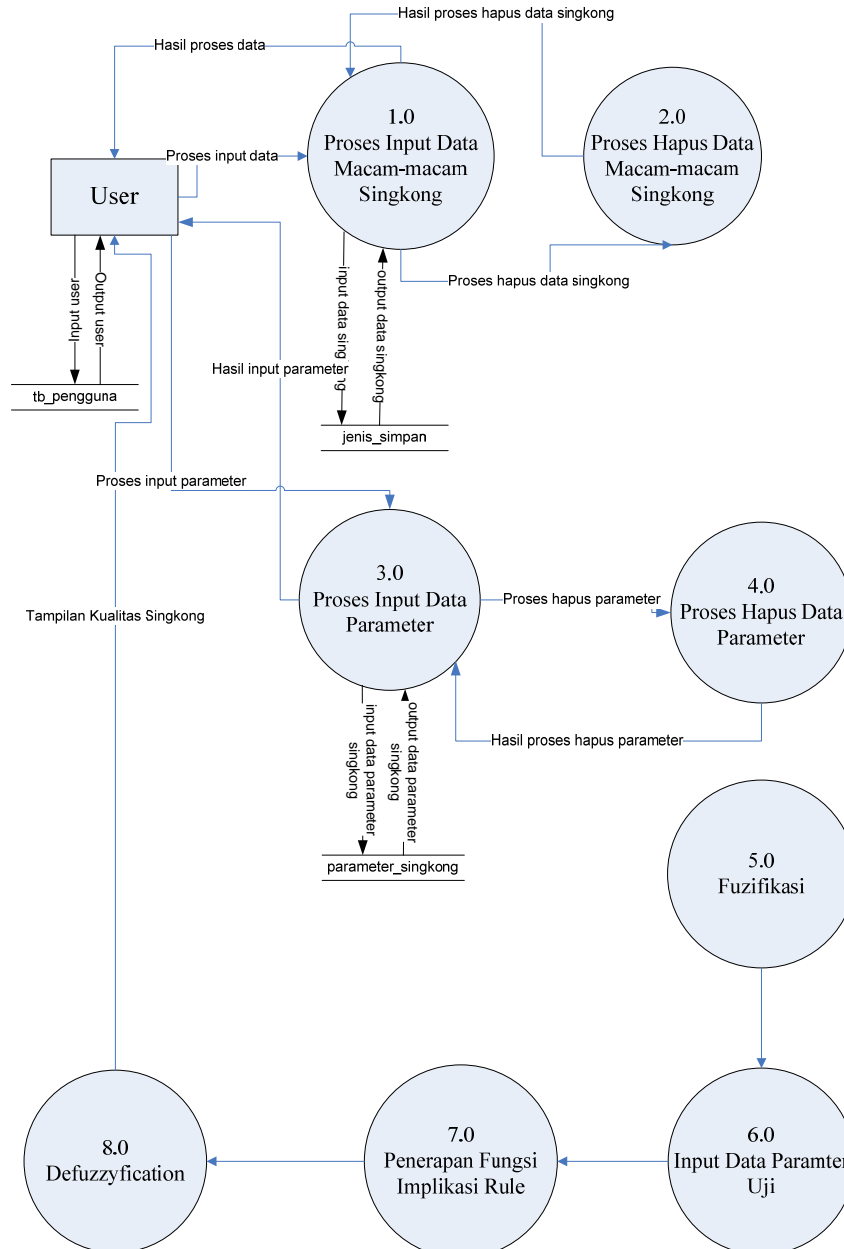 Hasil proses hapus data singkong
Hasil proses data
1.0
Proses Input Data
Macam-macam
Singkong
2.0
Proses Hapus Data
Macam-macam
Singkong
Proses input data
User
Proses hapus data singkong
Input user
Output user
input data singkong
output data singkong
Hasil input parameter
tb_pengguna
jenis_simpan
Proses input parameter
3.0
Proses Input Data
Parameter
4.0
Proses Hapus Data
Parameter
Proses hapus parameter
Tampilan Kualitas Singkong
input data parameter
singkong
output data parameter
singkong
Hasil proses hapus parameter
parameter_singkong
5.0
Fuzifikasi
8.0
Defuzzyfication
7.0
Penerapan Fungsi
Implikasi Rule
6.0
Input Data Paramter
Uji